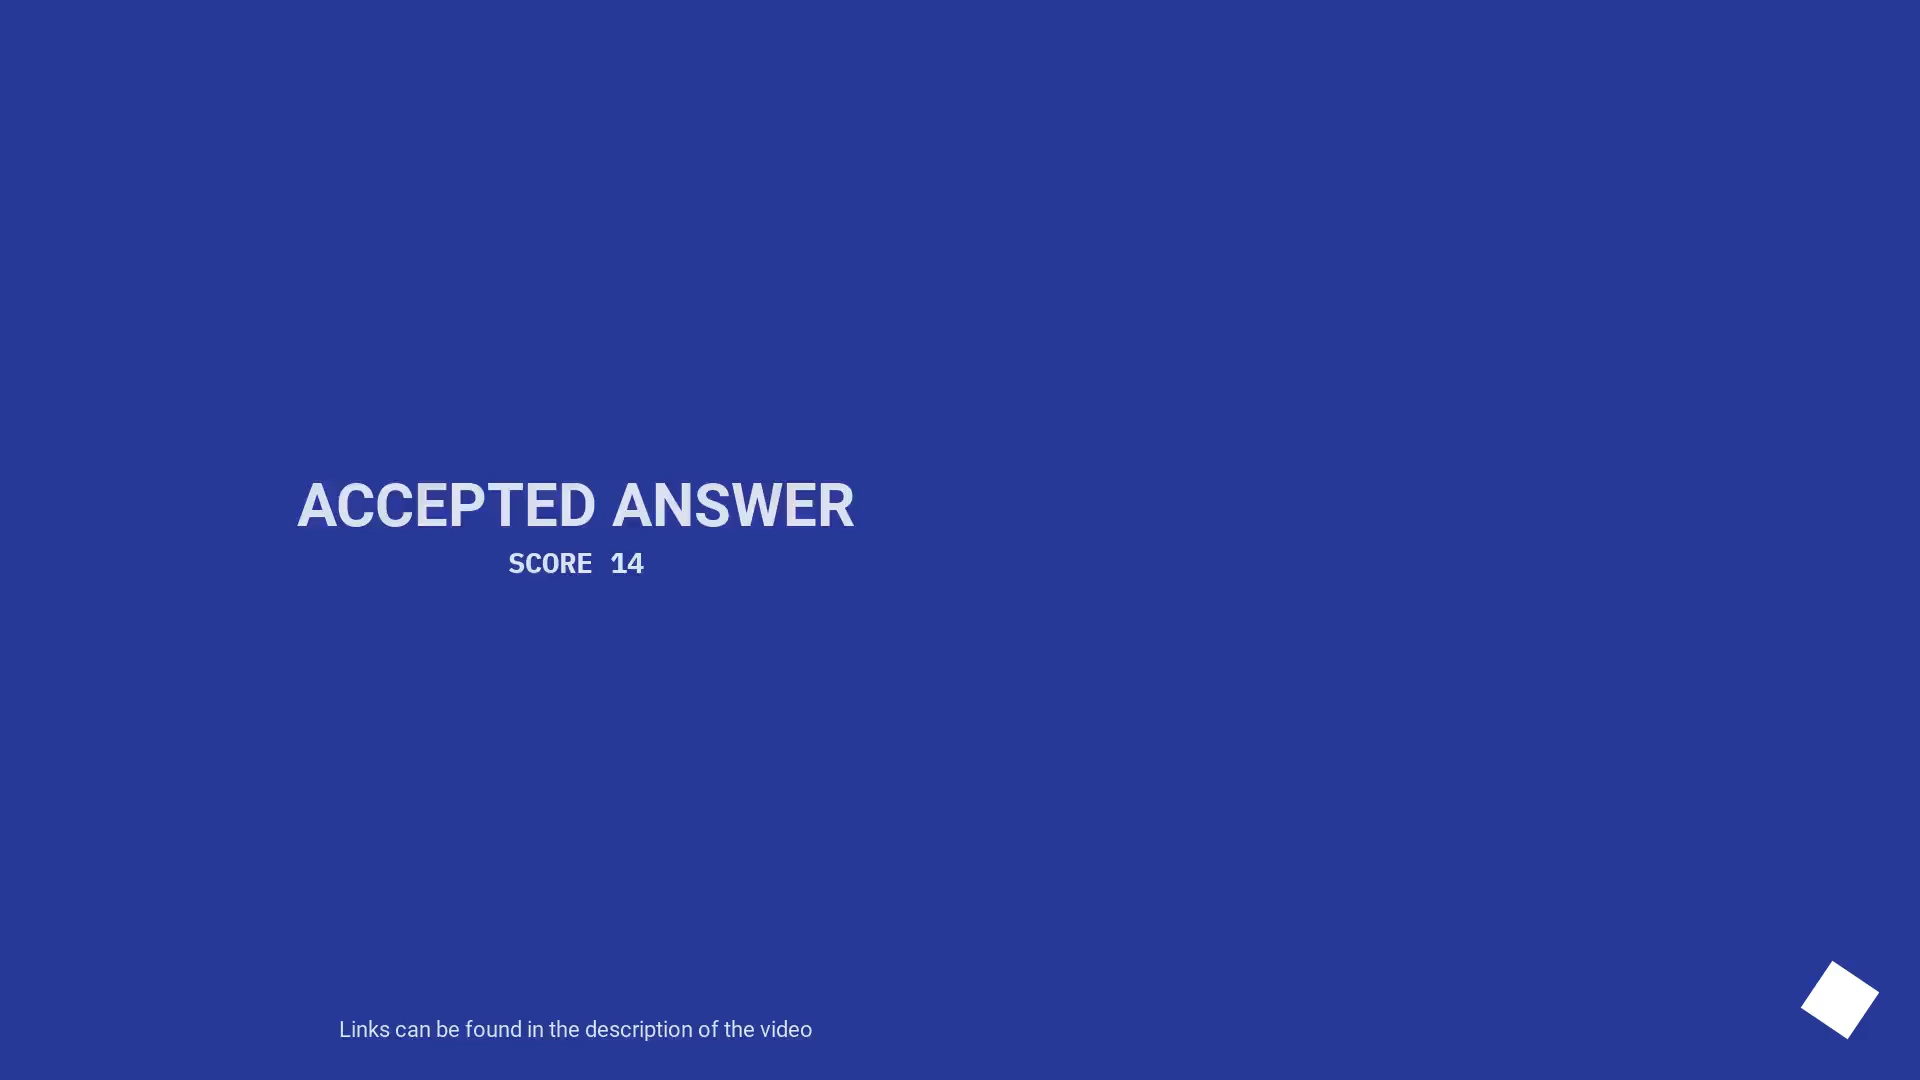 ACCEPTED ANSWER
SCORE 14
Links can be found in the description of the video